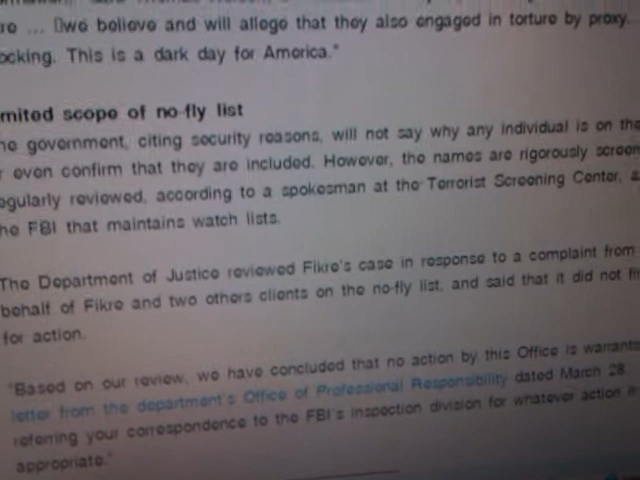 re ... we believe and will allege that they also engaged in torture by proxy.
ocking. This is a dark day for America."
mited scope of no-fly list
he government, citing security reasons, will not say why any individual is on the
r even confirm that they are included. However, the names are rigorously screen
egularly reviewed, according to a spokesman at the Terrorist Screening Center, a
he FBI that maintains watch lists.
The Department of Justice reviewed Fikre's case in response to a complaint from
behalf of Fikre and two others clients on the no-fly list, and said that it did not fi
for action.
"Based on our review, we have concluded that no action by this Office is warrante
letter from the department's Office of Professional Responsibility dated March 28.
referring your correspondence to the FBI's inspection division for whatever action i
appropriate."